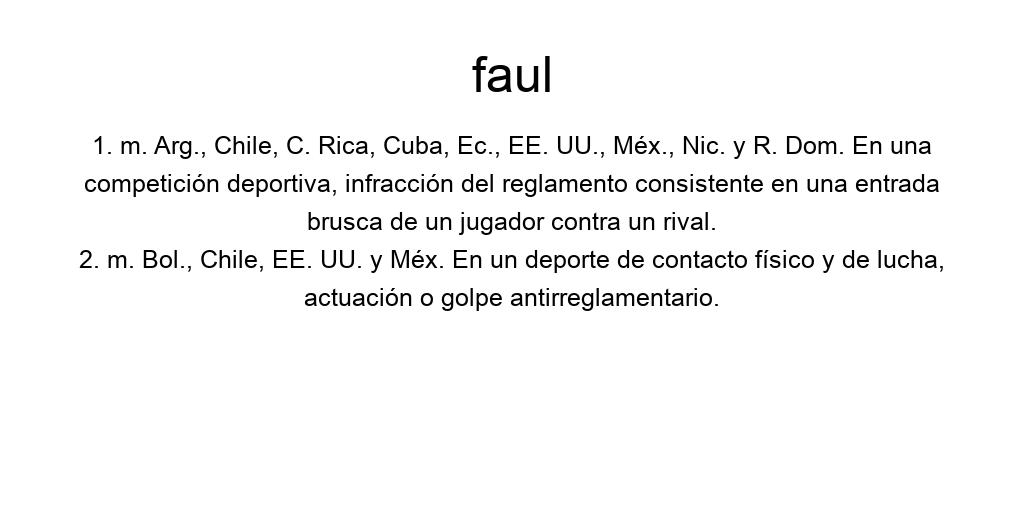 faul
1. m. Arg., Chile, C. Rica, Cuba, Ec., EE. UU., Méx., Nic. y R. Dom. En una
competición deportiva, infracción del reglamento consistente en una entrada
brusca de un jugador contra un rival.
2. m. Bol., Chile, EE. UU. y Méx. En un deporte de contacto físico y de lucha,
actuación o golpe antirreglamentario.